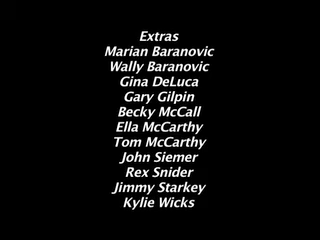 Extras
Marian Baranovic
Wally Baranovic
Gina DeLuca
Gary Gilpin
Becky McCall
Ella McCarthy
Tom McCarthy
John Siemer
Rex Snider
Jimmy Starkey
Kylie Wicks